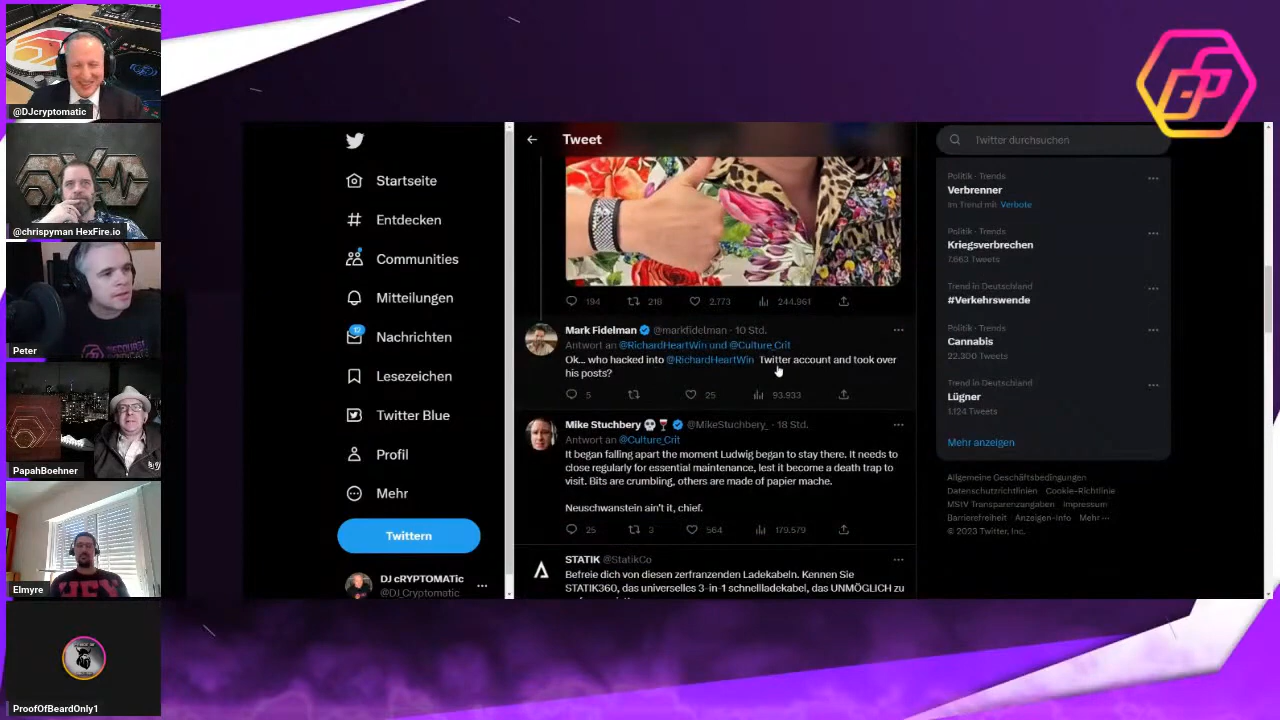 @DJcryptomatic
@chrispyman HexFire.io
Peter
PapahBoehner
Elmyre
ProofOfBeardOnly1
Startseite
Entdecken
Communities
Mitteilungen
Nachrichten
Lesezeichen
Twitter Blue
Profil
Mehr
Twittern
DJ cRYPTOMATIc
@DJ_Cryptomatic
Tweet
194 218 2.773 244.961
Mark Fidelman @markfidelman · 10 Std.
Antwort an @RichardHeartWin und @Culture_Crit
Ok... who hacked into @RichardHeartWin Twitter account and took over
his posts?
5 25 93.933
Mike Stuchbery 💀🍷 @MikeStuchbery_ · 18 Std.
Antwort an @Culture_Crit
It began falling apart the moment Ludwig began to stay there. It needs to
close regularly for essential maintenance, lest it become a death trap to
visit. Bits are crumbling, others are made of papier mache.
Neuschwanstein ain't it, chief.
25 3 564 179.579
STATIK @StatikCo
Befreie dich von diesen zerfranzenden Ladekabeln. Kennen Sie
STATIK360, das universelles 3-in-1 schnelladekabel, das UNMÖGLICH zu
Twitter durchsuchen
Politik · Trends
Verbrenner
Im Trend mit Verbote
Politik · Trends
Kriegsverbrechen
7.663 Tweets
Trend in Deutschland
#Verkehrswende
Politik · Trends
Cannabis
22.300 Tweets
Trend in Deutschland
Lügner
1.124 Tweets
Mehr anzeigen
Allgemeine Geschäftsbedingungen
Datenschutzrichtlinien Cookie-Richtlinie
MStV Transparenzangaben Impressum
Barrierefreiheit Anzeigen-Info Mehr ···
© 2023 Twitter, Inc.